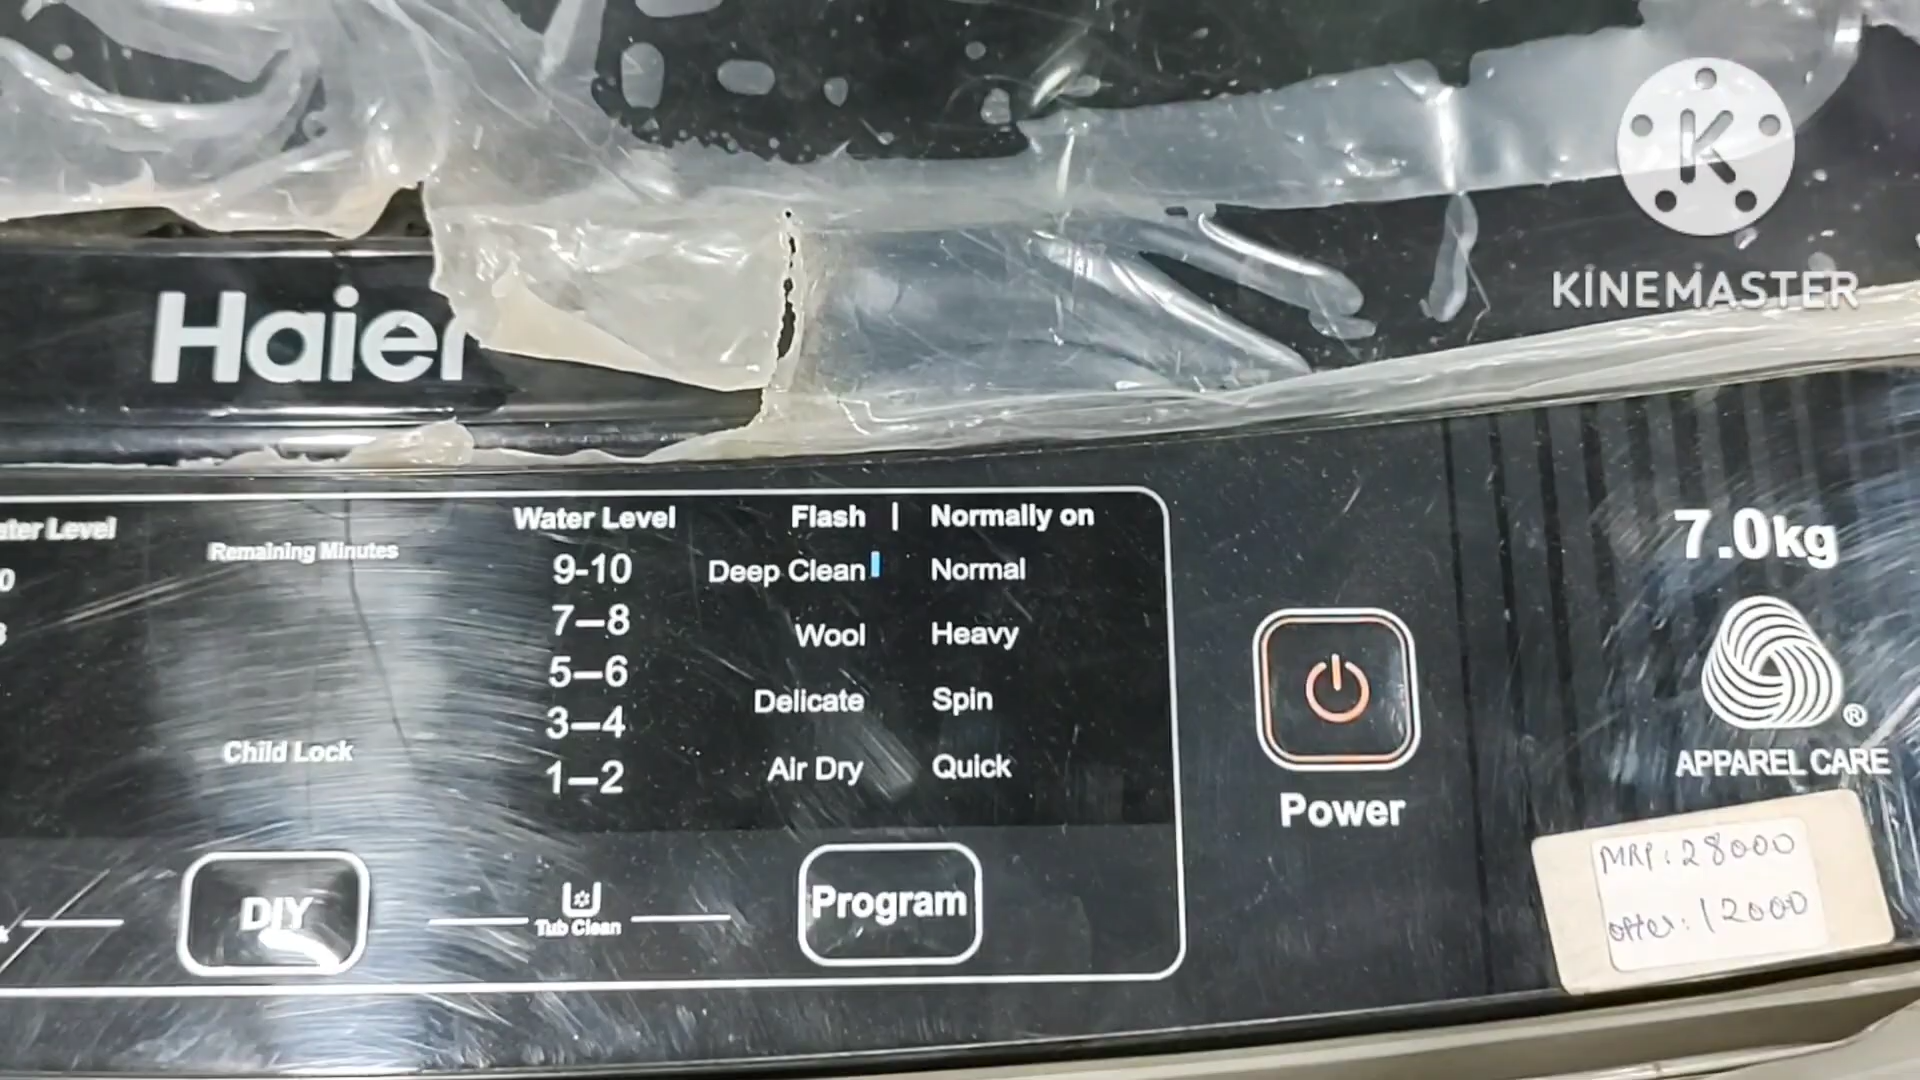 KINEMASTER
Haier
ater Level
Remaining Minutes
Child Lock
Water Level
9-10
7–8
5–6
3–4
1–2
Flash | Normally on
Deep Clean Normal
Wool Heavy
Delicate Spin
Air Dry Quick
DIY
Tub Clean
Program
Power
7.0kg
®
APPAREL CARE
MRP: 28000
offer: 12000